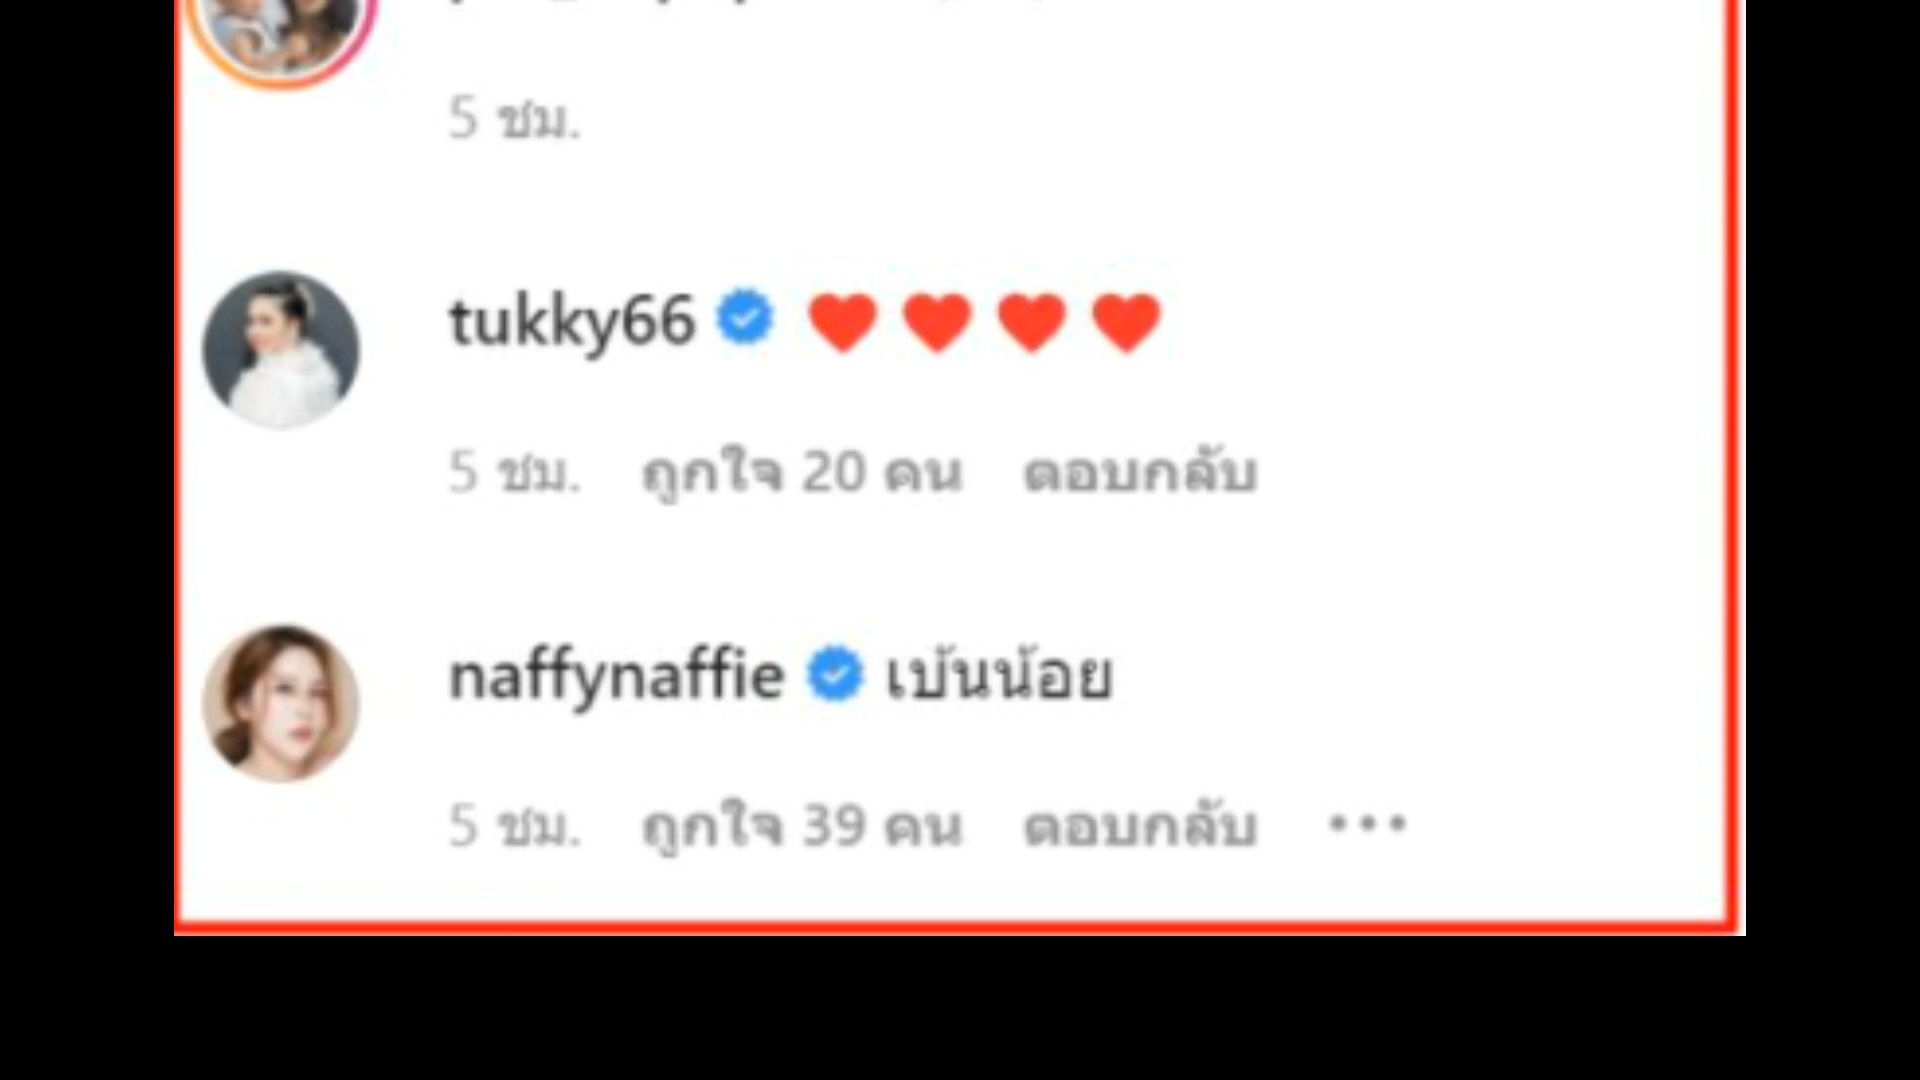 5 ชม.
tukky66 ❤❤❤❤
5 ชม. ถูกใจ 20 คน ตอบกลับ
naffynaffie เบ้นน้อย
5 ชม. ถูกใจ 39 คน ตอบกลับ •••